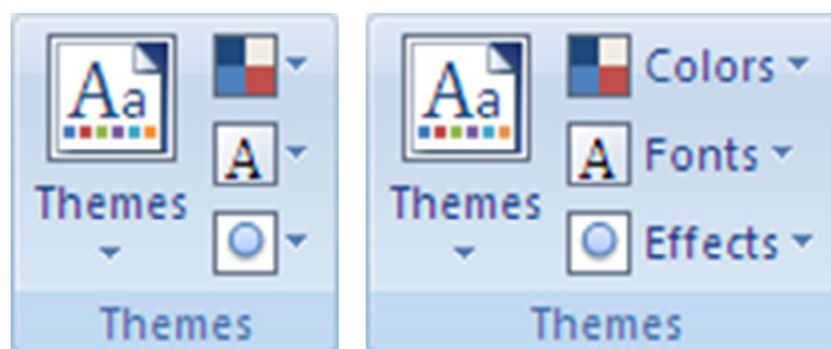 Aa
Themes
A
Themes
Aa
Themes
Colors
A Fonts
Effects
Themes